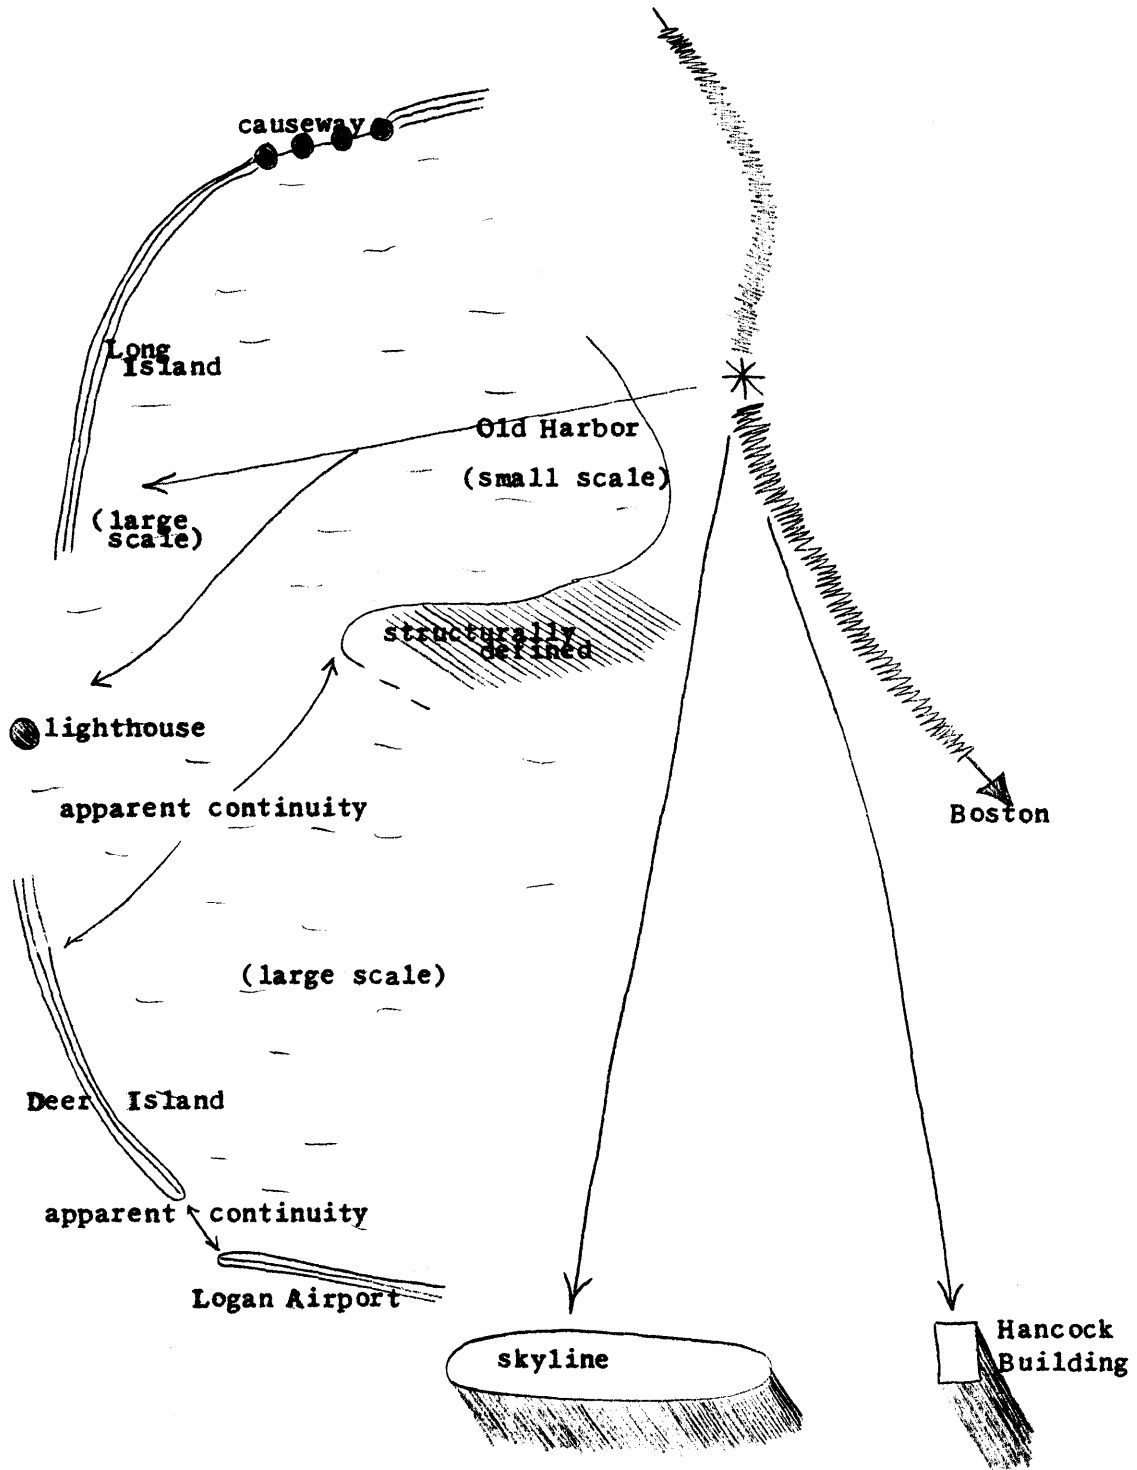 causeway
Long
Island
Old Harbor
(small scale)
(large
scale)
structurally
defined
lighthouse
apparent continuity
Boston
(large scale)
Deer Island
apparent continuity
Logan Airport
skyline
Hancock
Building